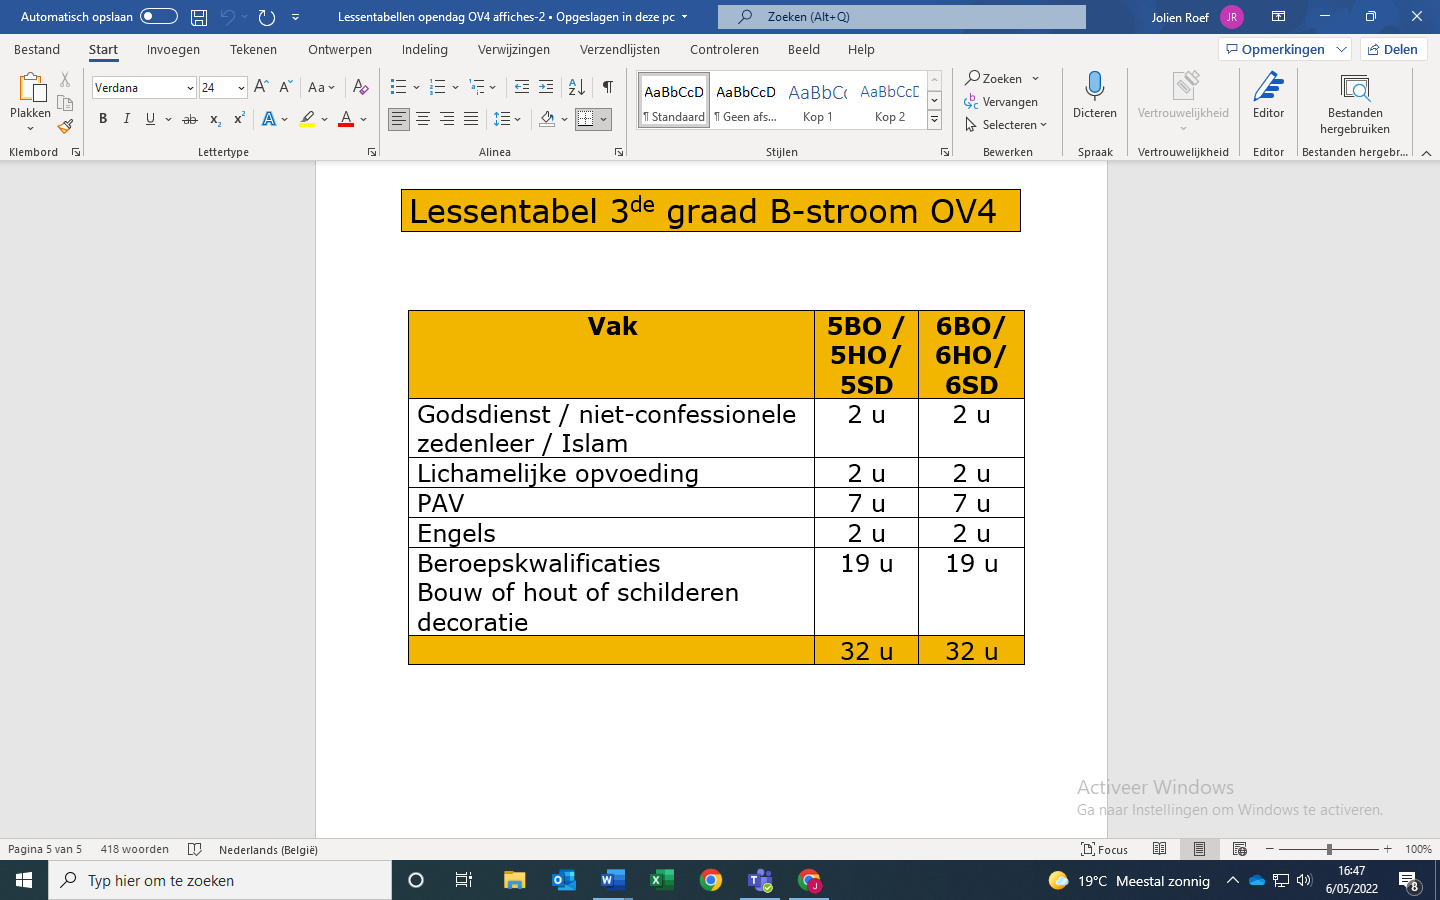 Automatisch opslaan
Lessentabellen opendag OV4 affiches-2 • Opgeslagen in deze pc
Zoeken (Alt+Q)
Jolien Roef
JR
Bestand
Start
Invoegen
Tekenen
Ontwerpen
Indeling
Verwijzingen
Verzendlijsten
Controleren
Beeld
Help
Opmerkingen
Delen
Plakken
Klembord
Verdana
24
Lettertype
Alinea
AaBbCcD
¶ Standaard
AaBbCcD
¶ Geen afs...
AaBbCc
Kop 1
AaBbCcD
Kop 2
Stijlen
Zoeken
Vervangen
Selecteren
Bewerken
Dicteren
Spraak
Vertrouwelijkheid
Vertrouwelijkheid
Editor
Editor
Bestanden
hergebruiken
Bestanden hergebr...
Lessentabel 3de graad B-stroom OV4
Vak
5BO /
5HO/
5SD
6BO/
6HO/
6SD
Godsdienst / niet-confessionele
zedenleer / Islam
2 u
2 u
Lichamelijke opvoeding
2 u
2 u
PAV
7 u
7 u
Engels
2 u
2 u
Beroepskwalificaties
Bouw of hout of schilderen
decoratie
19 u
19 u
32 u
32 u
Activeer Windows
Ga naar Instellingen om Windows te activeren.
Pagina 5 van 5
418 woorden
Nederlands (België)
Focus
100%
Typ hier om te zoeken
19°C Meestal zonnig
16:47
6/05/2022
8